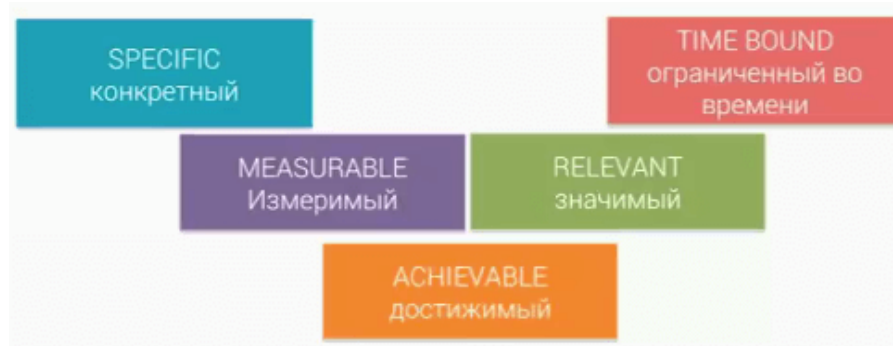 SPECIFIC
конкретный
MEASURABLE
Измеримый
ACHIEVABLE
достижимый
RELEVANT
значимый
TIME BOUND
ограниченный во
времени